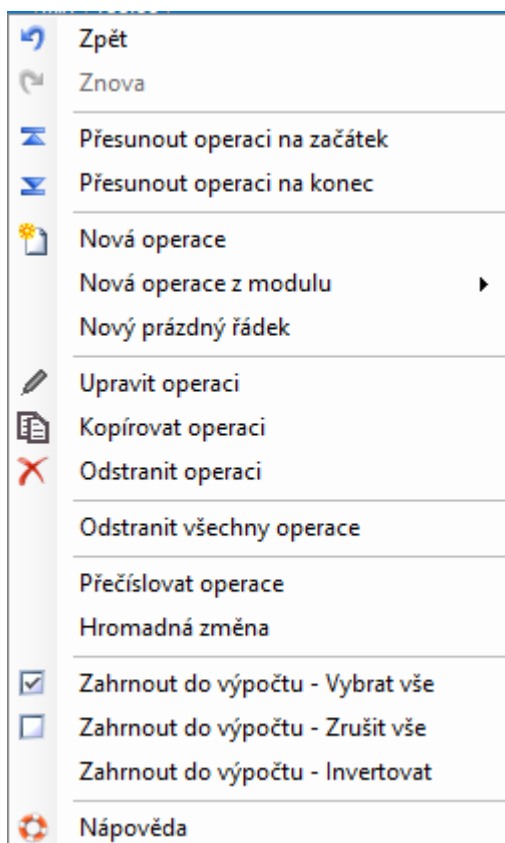 Zpět
Znova
Přesunout operaci na začátek
Přesunout operaci na konec
Nová operace
Nová operace z modulu
Nový prázdný řádek
Upravit operaci
Kopírovat operaci
Odstranit operaci
Odstranit všechny operace
Přečíslovat operace
Hromadná změna
Zahrnout do výpočtu - Vybrat vše
Zahrnout do výpočtu - Zrušit vše
Zahrnout do výpočtu - Invertovat
Nápověda